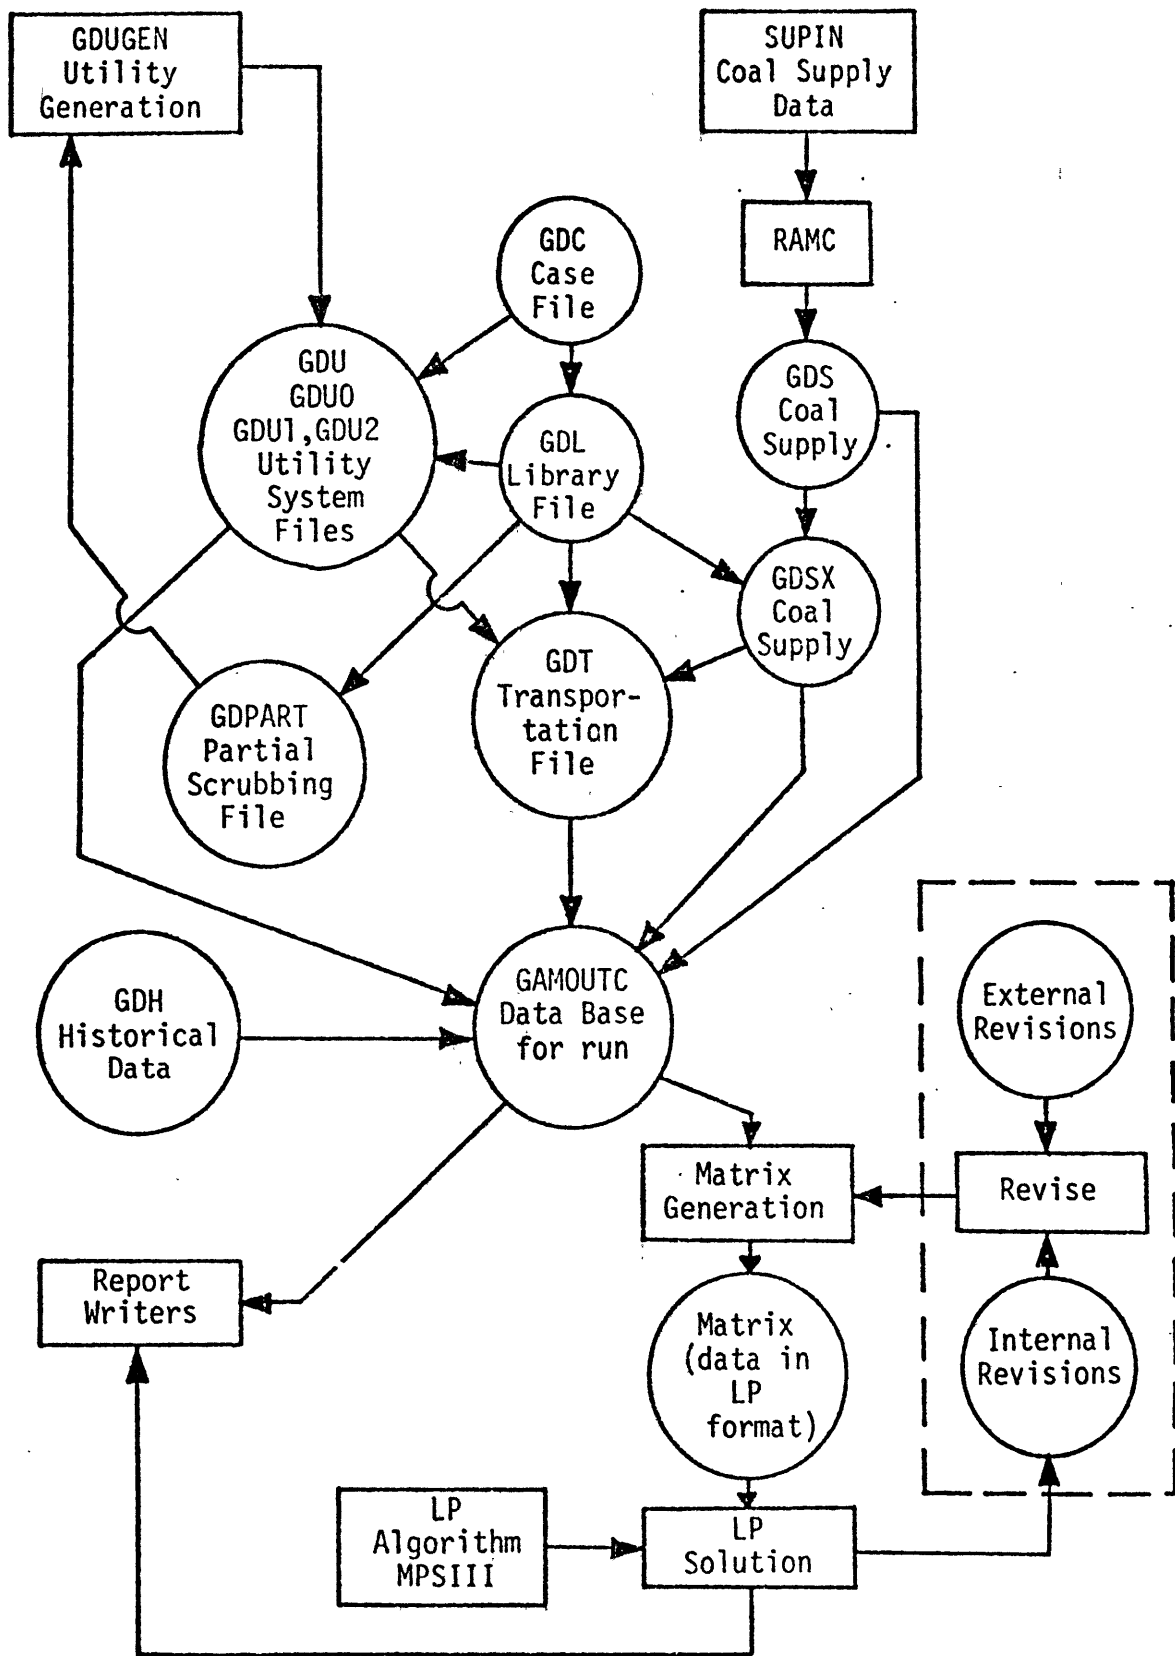 GDUGEN
Utility
Generation
SUPIN
Coal Supply
Data
RAMC
GDC
Case
File
GDU
GDU0
GDU1,GDU2
Utility
System
Files
GDL
Library
File
GDS
Coal
Supply
GDSX
Coal
Supply
GDPART
Partial
Scrubbing
File
GDT
Transpor-
tation
File
GDH
Historical
Data
GAMOUTC
Data Base
for run
External
Revisions
Matrix
Generation
Revise
Report
Writers
Matrix
(data in
LP
format)
Internal
Revisions
LP
Algorithm
MPSIII
LP
Solution